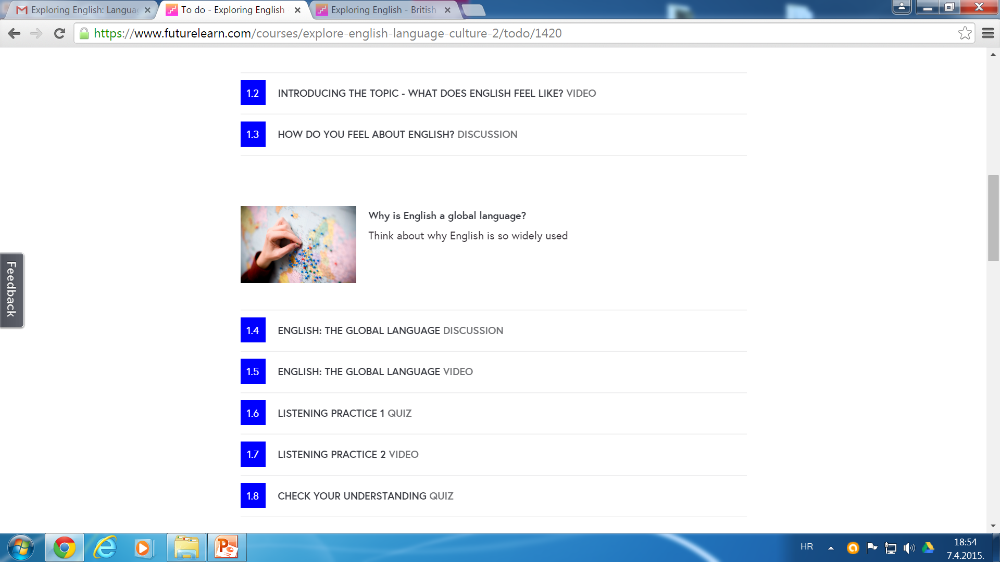 Exploring English: Langua
To do - Exploring English
Exploring English - British
https://www.futurelearn.com/courses/explore-english-language-culture-2/todo/1420
1.2 INTRODUCING THE TOPIC - WHAT DOES ENGLISH FEEL LIKE? VIDEO
1.3 HOW DO YOU FEEL ABOUT ENGLISH? DISCUSSION
Why is English a global language?
Think about why English is so widely used
Feedback
1.4 ENGLISH: THE GLOBAL LANGUAGE DISCUSSION
1.5 ENGLISH: THE GLOBAL LANGUAGE VIDEO
1.6 LISTENING PRACTICE 1 QUIZ
1.7 LISTENING PRACTICE 2 VIDEO
1.8 CHECK YOUR UNDERSTANDING QUIZ
HR
18:54
7.4.2015.